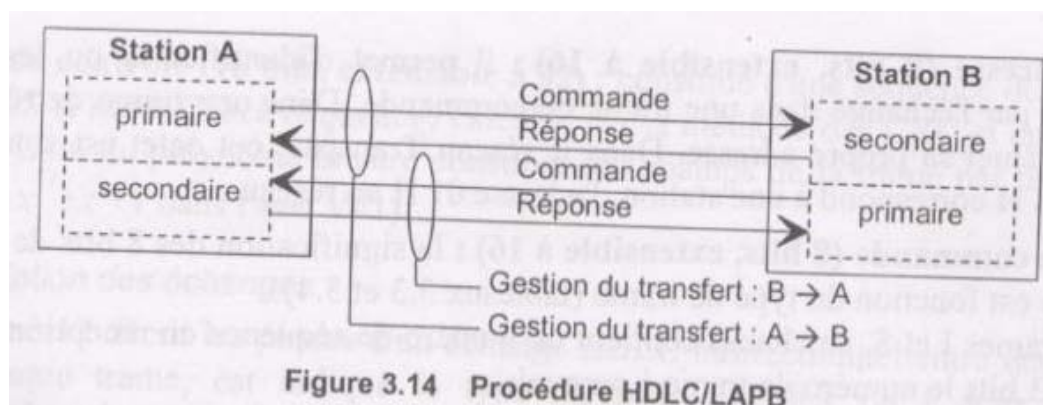 Station A
Station B
primaire
secondaire
Commande
Réponse
Commande
Réponse
secondaire
primaire
Gestion du transfert : B → A
Gestion du transfert : A → B
Figure 3.14 Procédure HDLC/LAPB